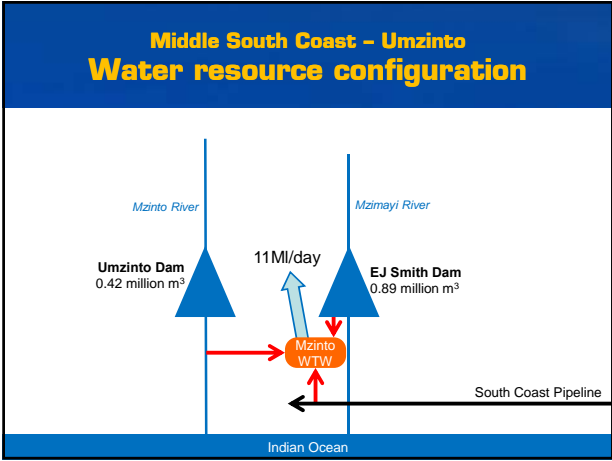 Middle South Coast – Umzinto
Water resource configuration
Mzinto River
Mzimayi River
Umzinto Dam
0.42 million m³
11Ml/day
EJ Smith Dam
0.89 million m³
Mzinto
WTW
South Coast Pipeline
Indian Ocean